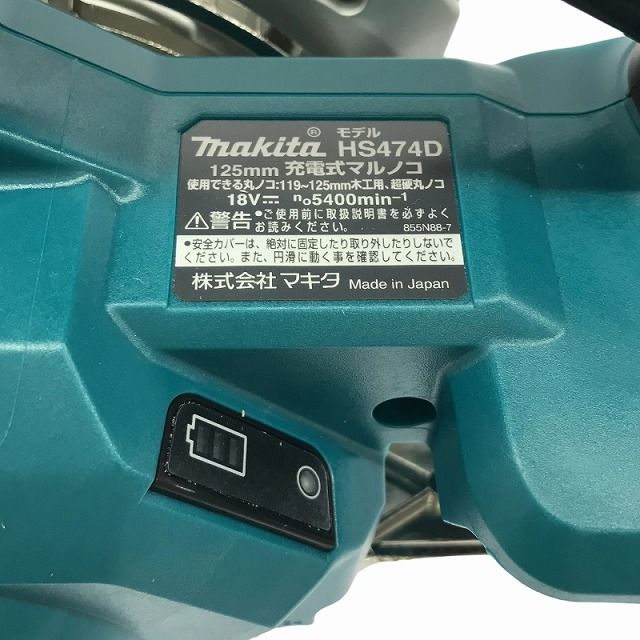 makita® モデル HS474D
125mm 充電式マルノコ
使用できる丸ノコ:119~125mm木工用、超硬丸ノコ
18V⎓ n₀5400min⁻¹
⚠警告 •ご使用前に取扱説明書を必ずよく
お読みください。 855N88-7
•安全カバーは、絶対に固定したり取り外したりしないで
ください。また、円滑に動く事を確認してください。
株式会社 マキタ Made in Japan